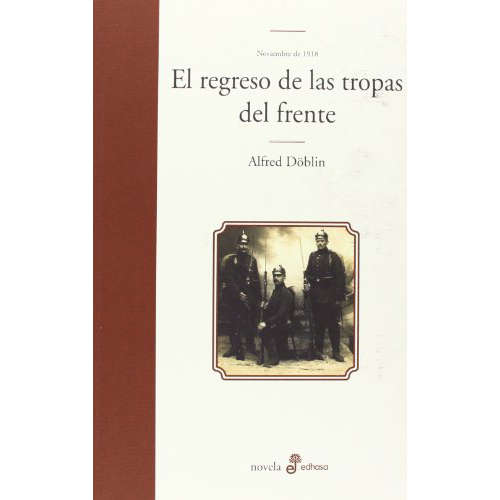 Noviembre de 1918
El regreso de las tropas
del frente
Alfred Döblin
novela edhasa